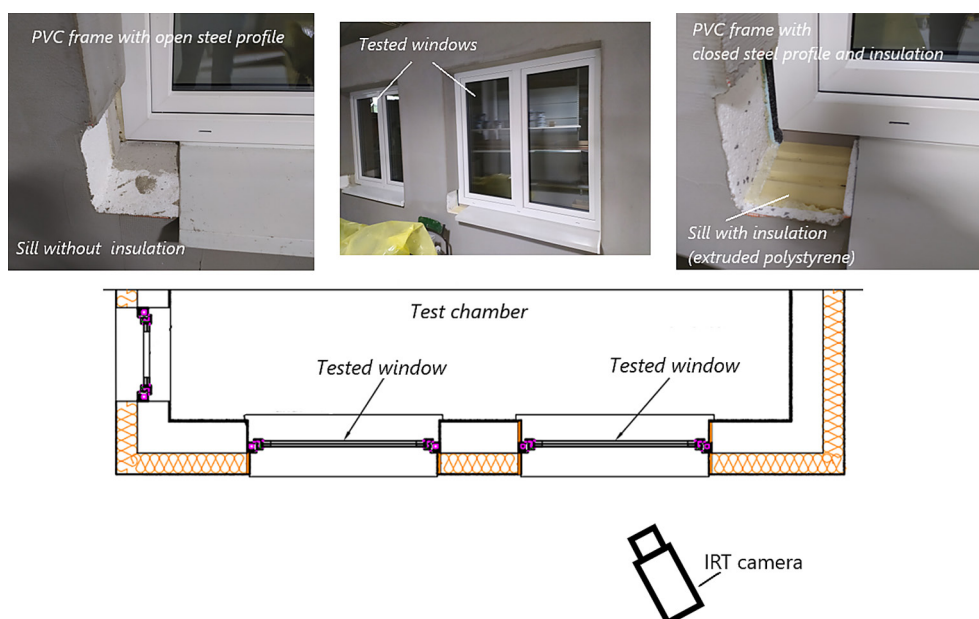 PVC frame with open steel profile
Sill without insulation
Tested windows
PVC frame with
closed steel profile and insulation
Sill with insulation
(extruded polystyrene)
Test chamber
Tested window
Tested window
IRT camera